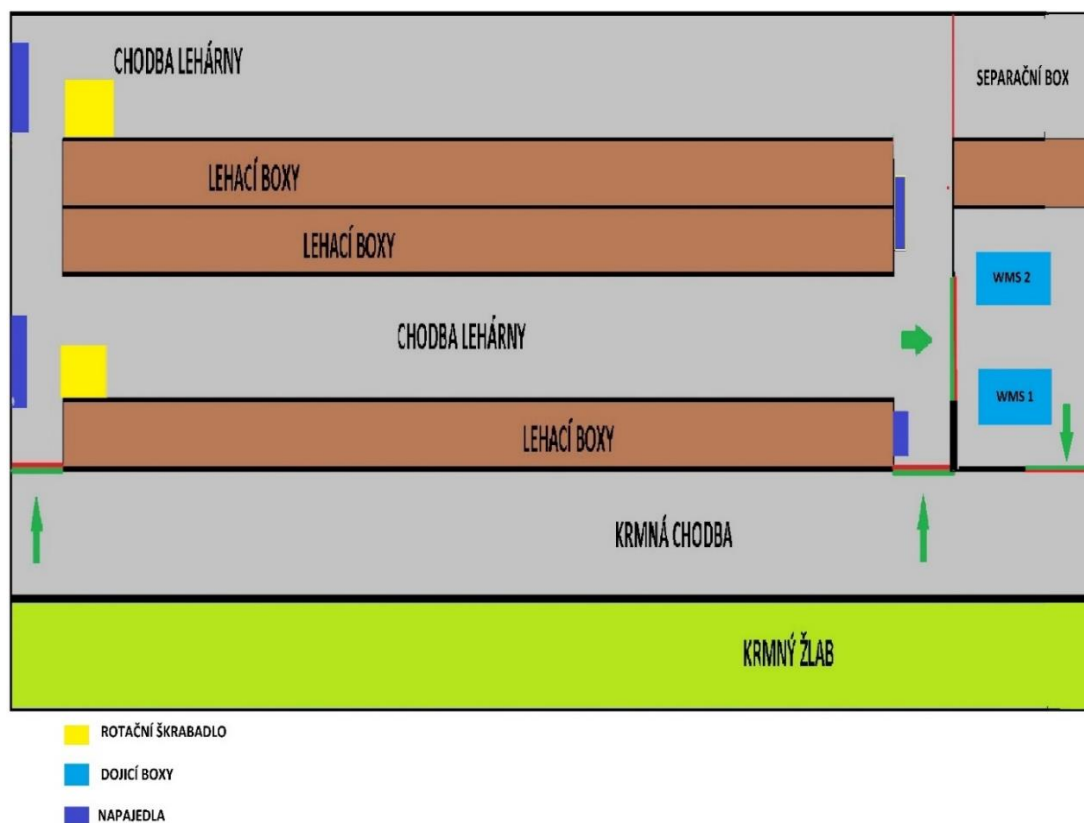 CHODBA LEHÁRNY
SEPARAČNÍ BOX
LEHACÍ BOXY
LEHACÍ BOXY
WMS 2
CHODBA LEHÁRNY
WMS 1
LEHACÍ BOXY
KRMNÁ CHODBA
KRMNÝ ŽLAB
ROTAČNÍ ŠKRABADLO
DOJICÍ BOXY
NAPAJEDLA